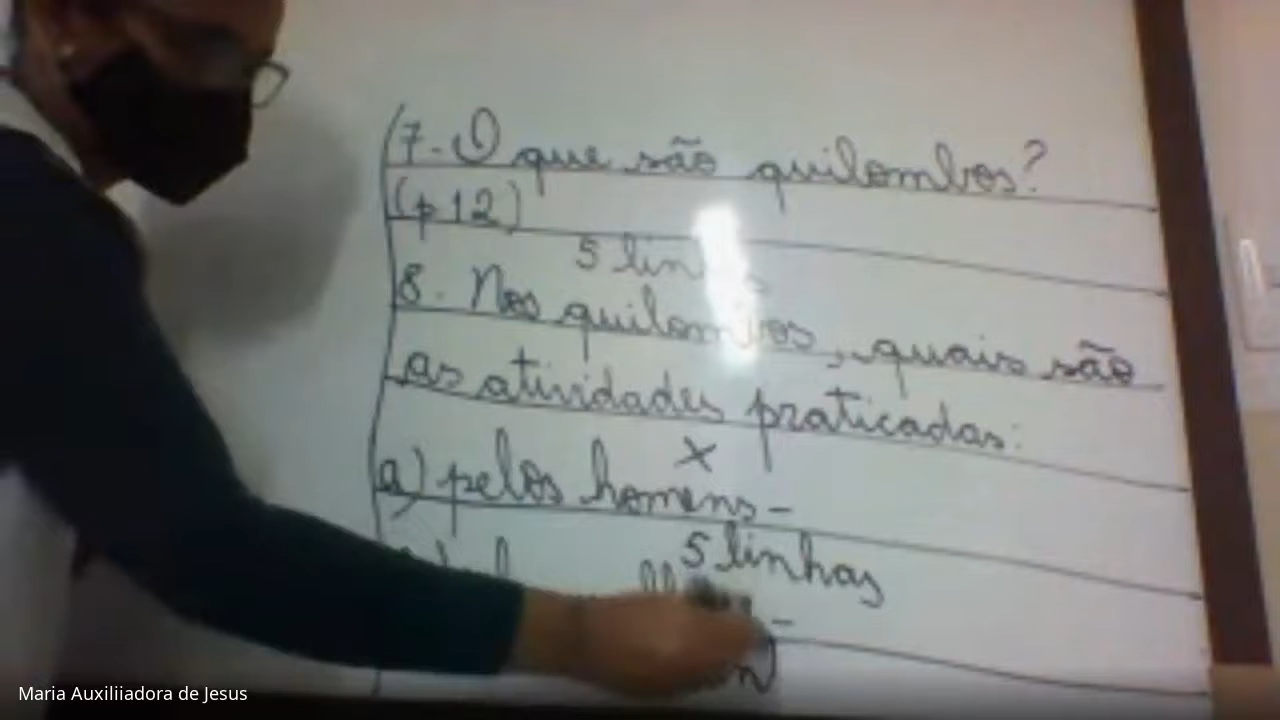 7. O que são quilombos?
(p 12)
5 linhas
8. Nos quilombos, quais são
as atividades praticadas:
X
a) pelos homens-
5 linhas
Maria Auxiliiadora de Jesus